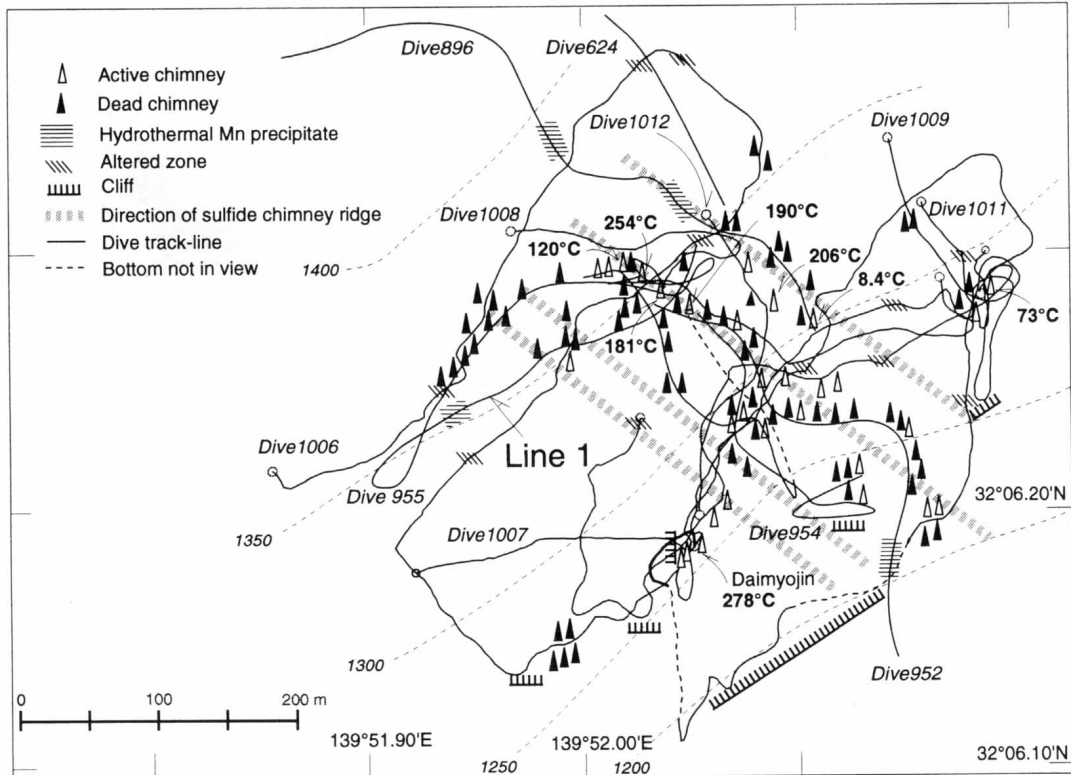 Dive896
Dive624
Active chimney
Dead chimney
Hydrothermal Mn precipitate
Altered zone
Cliff
Direction of sulfide chimney ridge
Dive track-line
Bottom not in view
Dive1012
Dive1009
Dive1008
254°C
190°C
Dive1011
120°C
206°C
1400
8.4°C
73°C
181°C
Line 1
Dive1006
Dive 955
32°06.20'N
1350
Dive1007
Dive954
Daimyojin
278°C
1300
Dive952
0 100 200 m
139°51.90'E
139°52.00'E
32°06.10'N
1250
1200